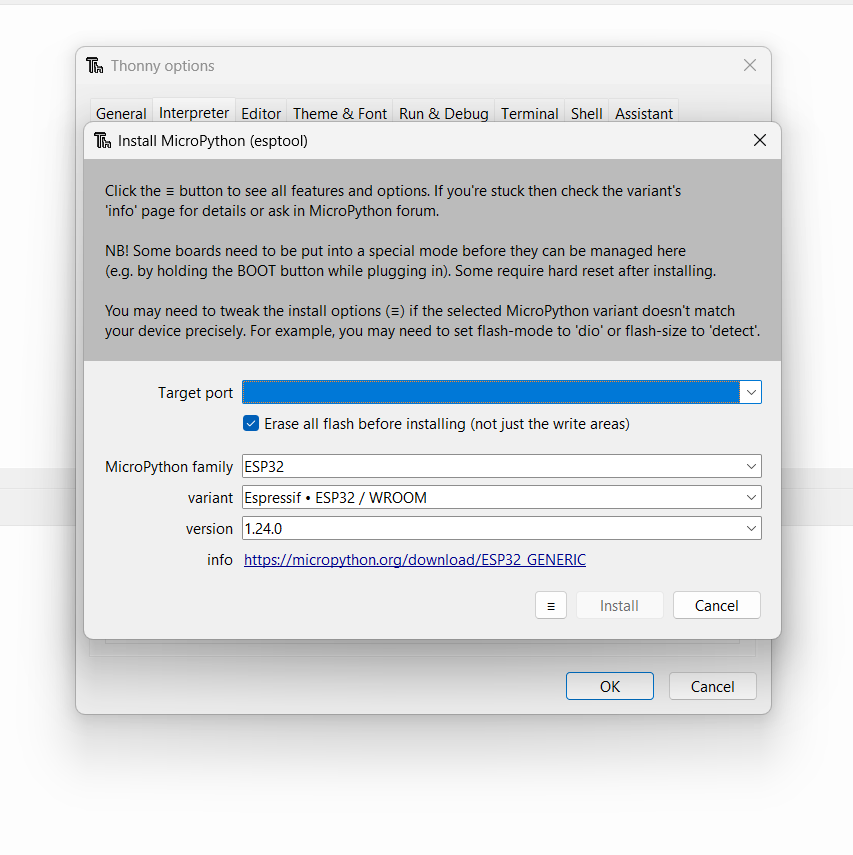 Thonny options
General Interpreter Editor Theme & Font Run & Debug Terminal Shell Assistant
Install MicroPython (esptool)
Click the ≡ button to see all features and options. If you're stuck then check the variant's
'info' page for details or ask in MicroPython forum.
NB! Some boards need to be put into a special mode before they can be managed here
(e.g. by holding the BOOT button while plugging in). Some require hard reset after installing.
You may need to tweak the install options (≡) if the selected MicroPython variant doesn't match
your device precisely. For example, you may need to set flash-mode to 'dio' or flash-size to 'detect'.
Target port
Erase all flash before installing (not just the write areas)
MicroPython family ESP32
variant Espressif • ESP32 / WROOM
version 1.24.0
info https://micropython.org/download/ESP32_GENERIC
≡ Install Cancel
OK Cancel